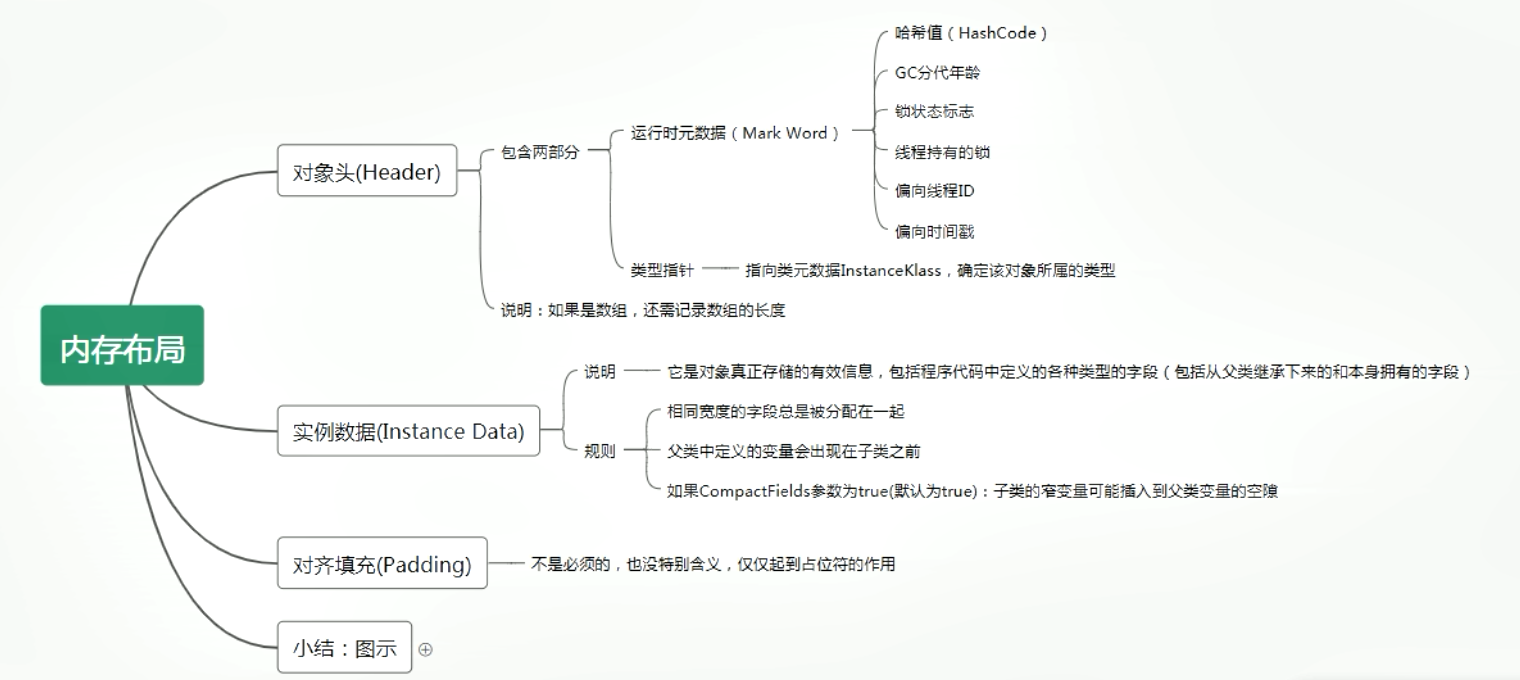 内存布局
对象头(Header)
包含两部分
运行时元数据（Mark Word）
哈希值（HashCode）
GC分代年龄
锁状态标志
线程持有的锁
偏向线程ID
偏向时间戳
类型指针
指向类元数据InstanceKlass，确定该对象所属的类型
说明：如果是数组，还需记录数组的长度
实例数据(Instance Data)
说明
它是对象真正存储的有效信息，包括程序代码中定义的各种类型的字段（包括从父类继承下来的和本身拥有的字段）
规则
相同宽度的字段总是被分配在一起
父类中定义的变量会出现在子类之前
如果CompactFields参数为true(默认为true)：子类的窄变量可能插入到父类变量的空隙
对齐填充(Padding)
不是必须的，也没特别含义，仅仅起到占位符的作用
小结：图示